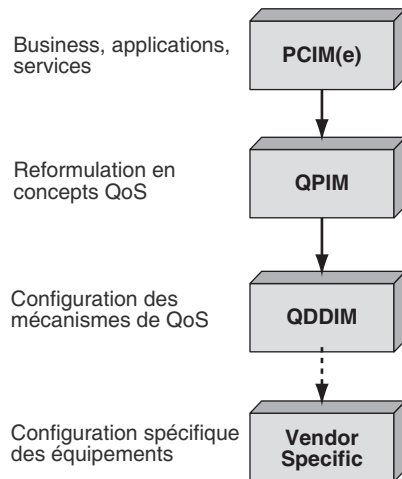 Business, applications,
services
PCIM(e)
Reformulation en
concepts QoS
QPIM
Configuration des
mécanismes de QoS
QDDIM
Configuration spécifique
des équipements
Vendor
Specific